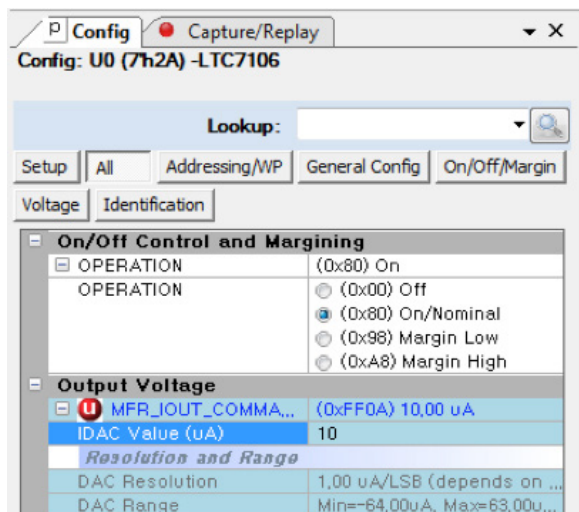 P Config Capture/Replay
Config: U0 (7'h2A) -LTC7106
Lookup:
Setup All Addressing/WP General Config On/Off/Margin
Voltage Identification
On/Off Control and Margining
OPERATION (0x80) On
OPERATION (0x00) Off
(0x80) On/Nominal
(0x98) Margin Low
(0xA8) Margin High
Output Voltage
U MFR_IOUT_COMMA... (0xFF0A) 10,00 uA
IDAC Value (uA) 10
Resolution and Range
DAC Resolution 1,00 uA/LSB (depends on ...
DAC Range Min=-64,00uA, Max=63,00u...